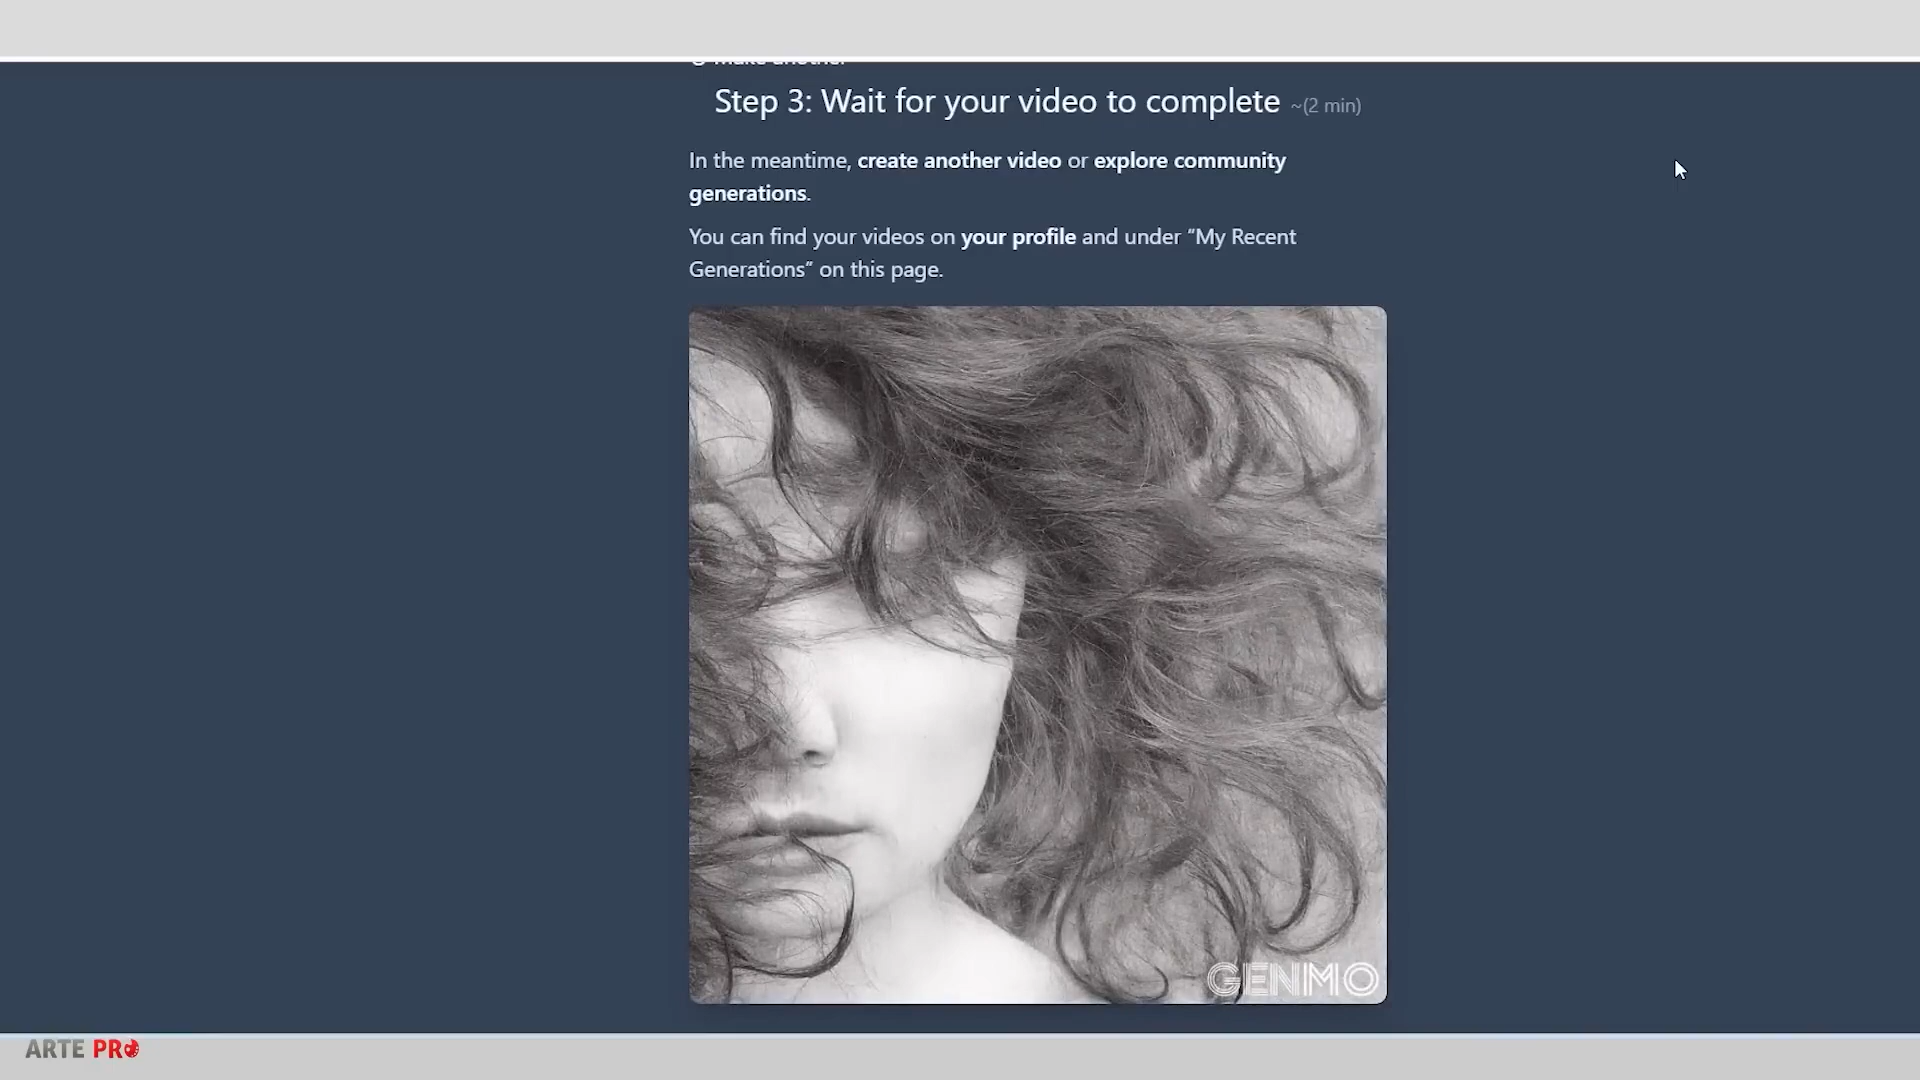 make another
Step 3: Wait for your video to complete ~(2 min)
In the meantime, create another video or explore community
generations.
You can find your videos on your profile and under “My Recent
Generations” on this page.
GENMO
ARTE PRO